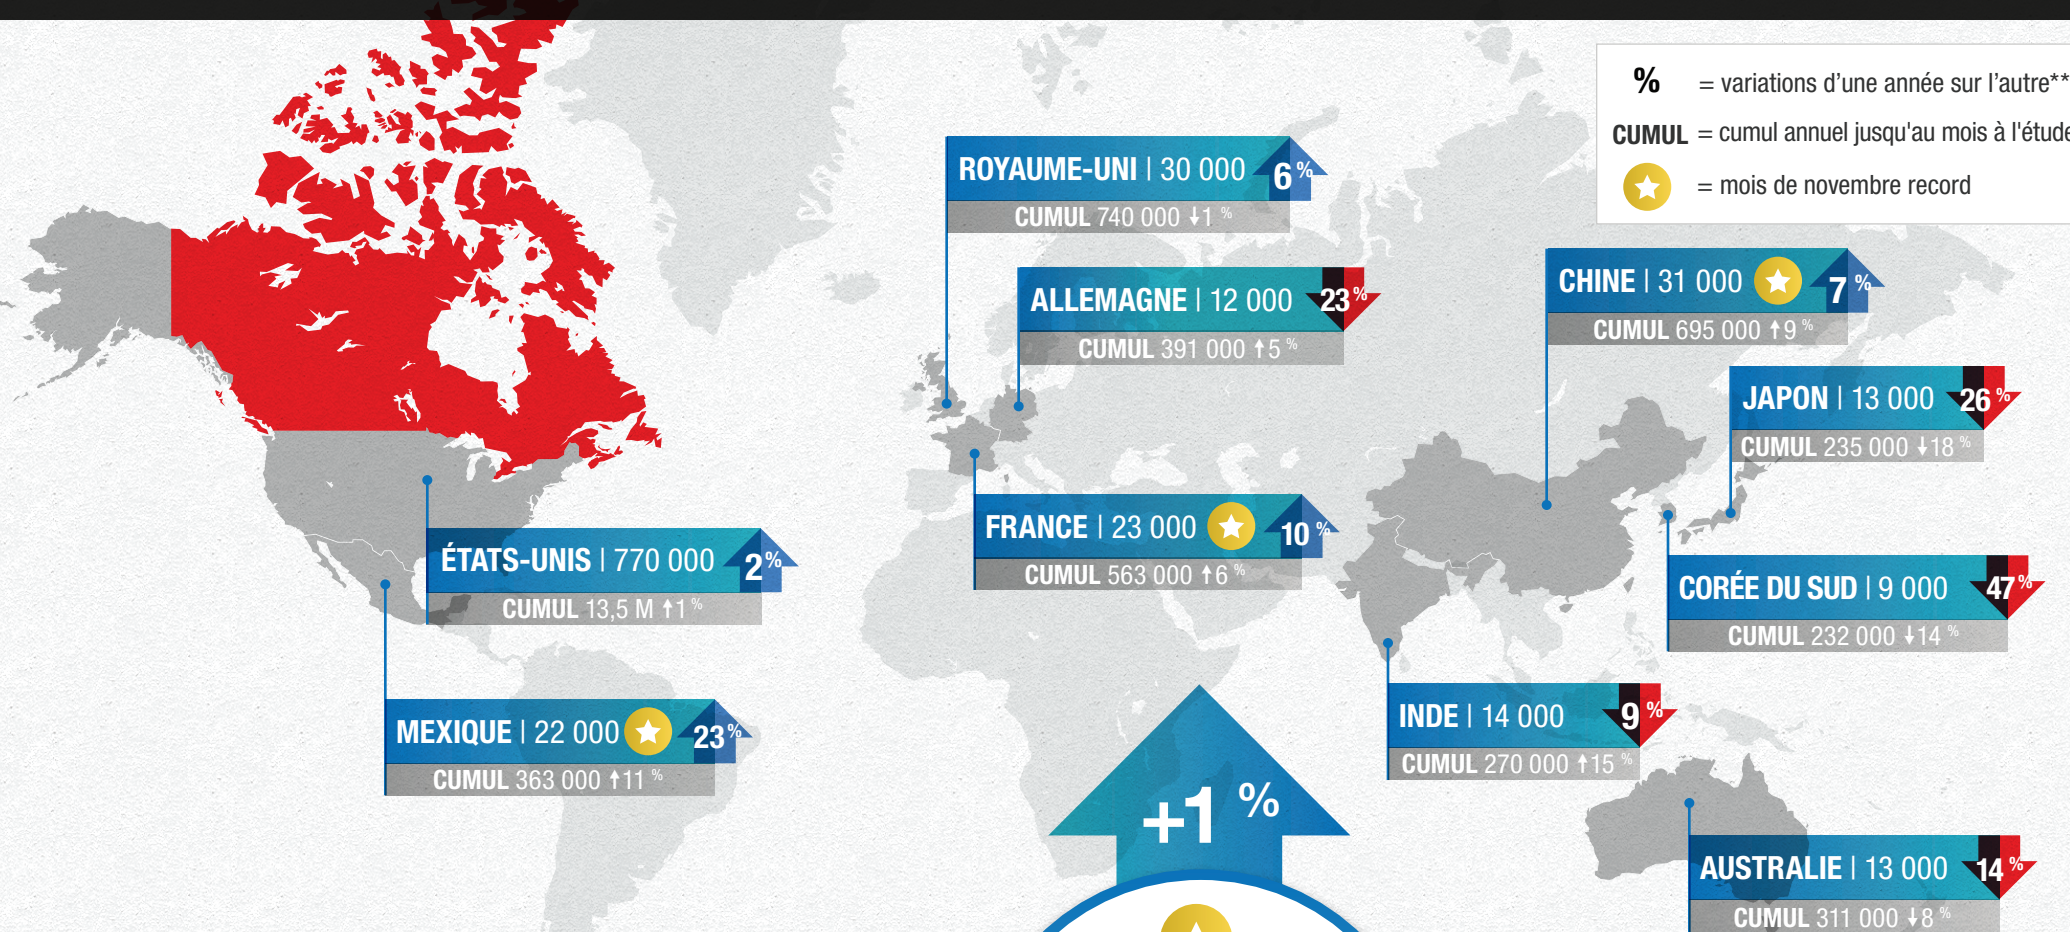 % = variations d’une année sur l’autre**
CUMUL = cumul annuel jusqu'au mois à l'étude
= mois de novembre record
ROYAUME-UNI | 30 000 6 %
CUMUL 740 000 ↓1 %
ALLEMAGNE | 12 000 23 %
CUMUL 391 000 ↑5 %
CHINE | 31 000 7 %
CUMUL 695 000 ↑9 %
JAPON | 13 000 26 %
CUMUL 235 000 ↓18 %
FRANCE | 23 000 10 %
CUMUL 563 000 ↑6 %
ÉTATS-UNIS | 770 000 2 %
CUMUL 13,5 M ↑1 %
CORÉE DU SUD | 9 000 47 %
CUMUL 232 000 ↓14 %
MEXIQUE | 22 000 23 %
CUMUL 363 000 ↑11 %
INDE | 14 000 9 %
CUMUL 270 000 ↑15 %
+1 %
AUSTRALIE | 13 000 14 %
CUMUL 311 000 ↓8 %